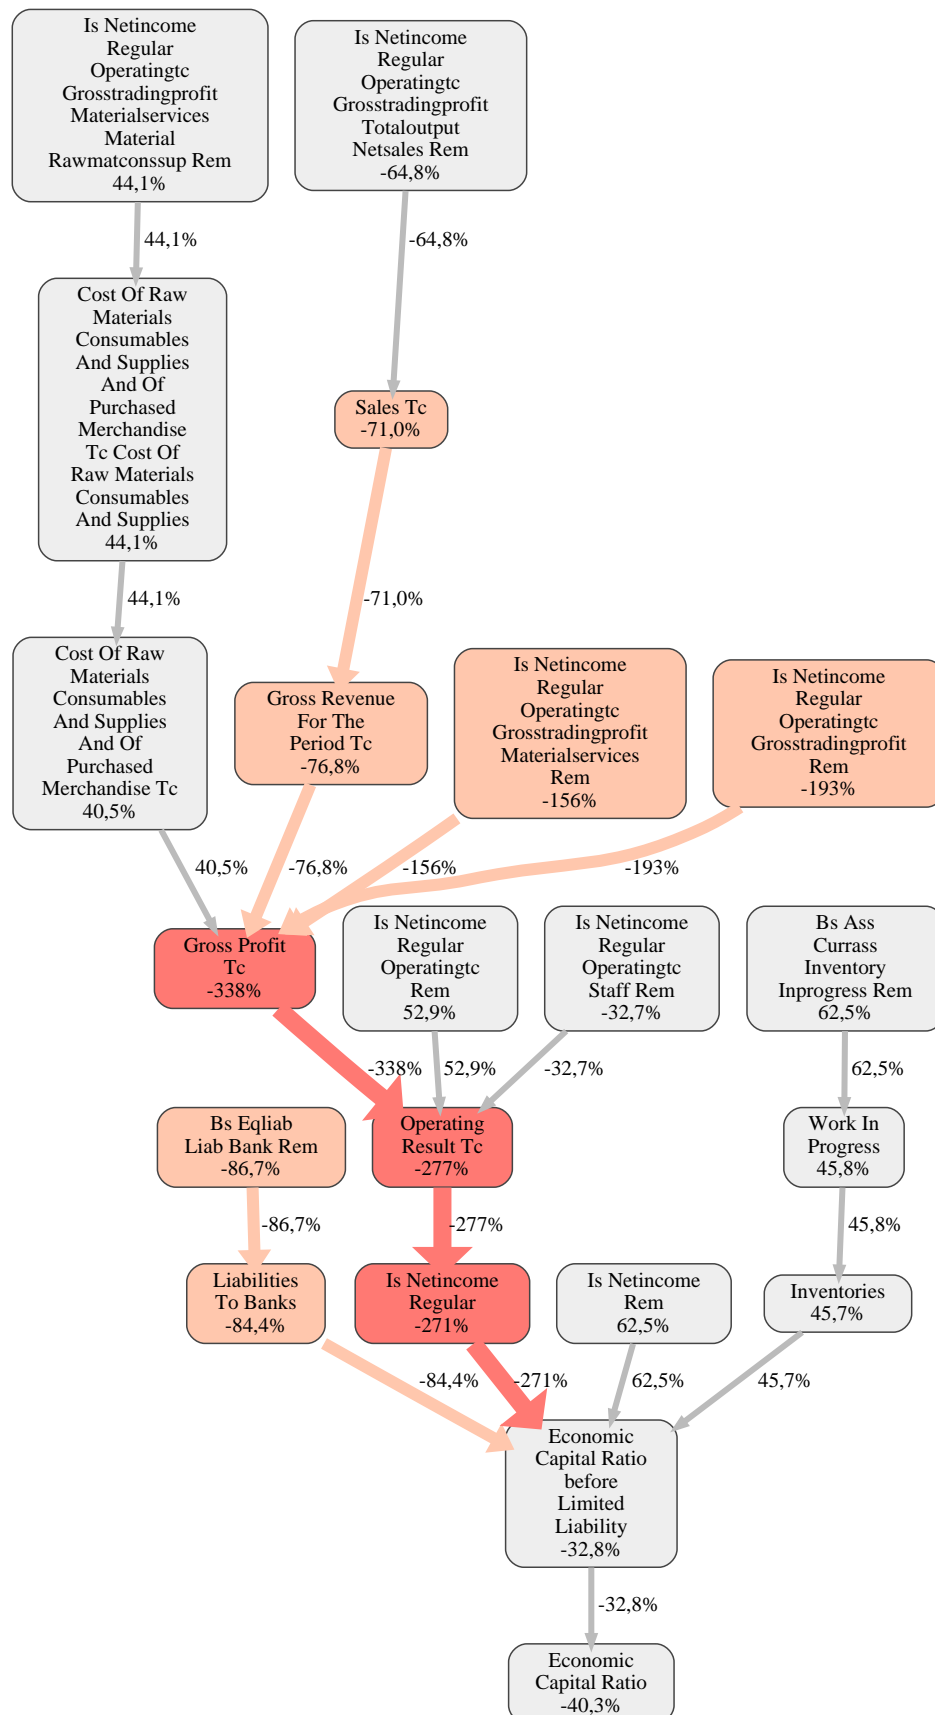 Is Netincome
Regular
Operatingtc
Grosstradingprofit
Materialservices
Material
Rawmatconssup Rem
44,1%
Is Netincome
Regular
Operatingtc
Grosstradingprofit
Totaloutput
Netsales Rem
-64,8%
44,1%
-64,8%
Cost Of Raw
Materials
Consumables
And Supplies
And Of
Purchased
Merchandise
Tc Cost Of
Raw Materials
Consumables
And Supplies
44,1%
Sales Tc
-71,0%
44,1%
-71,0%
Cost Of Raw
Materials
Consumables
And Supplies
And Of
Purchased
Merchandise Tc
40,5%
Gross Revenue
For The
Period Tc
-76,8%
Is Netincome
Regular
Operatingtc
Grosstradingprofit
Materialservices
Rem
-156%
Is Netincome
Regular
Operatingtc
Grosstradingprofit
Rem
-193%
40,5%
-76,8%
-156%
-193%
Gross Profit
Tc
-338%
Is Netincome
Regular
Operatingtc
Rem
52,9%
Is Netincome
Regular
Operatingtc
Staff Rem
-32,7%
Bs Ass
Currass
Inventory
Inprogress Rem
62,5%
-338%
52,9%
-32,7%
62,5%
Bs Eqliab
Liab Bank Rem
-86,7%
Operating
Result Tc
-277%
Work In
Progress
45,8%
-86,7%
-277%
45,8%
Liabilities
To Banks
-84,4%
Is Netincome
Regular
-271%
Is Netincome
Rem
62,5%
Inventories
45,7%
-84,4%
-271%
62,5%
45,7%
Economic
Capital Ratio
before
Limited
Liability
-32,8%
-32,8%
Economic
Capital Ratio
-40,3%